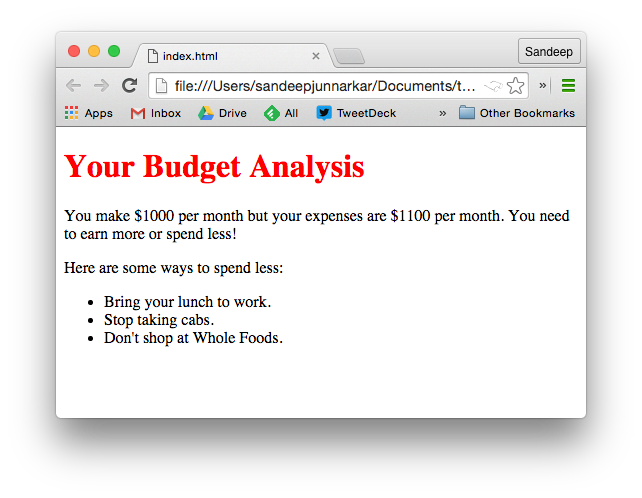 index.html
Sandeep
file:///Users/sandeepjunnarkar/Documents/t...
Apps Inbox Drive All TweetDeck » Other Bookmarks
Your Budget Analysis
You make $1000 per month but your expenses are $1100 per month. You need
to earn more or spend less!
Here are some ways to spend less:
• Bring your lunch to work.
• Stop taking cabs.
• Don't shop at Whole Foods.